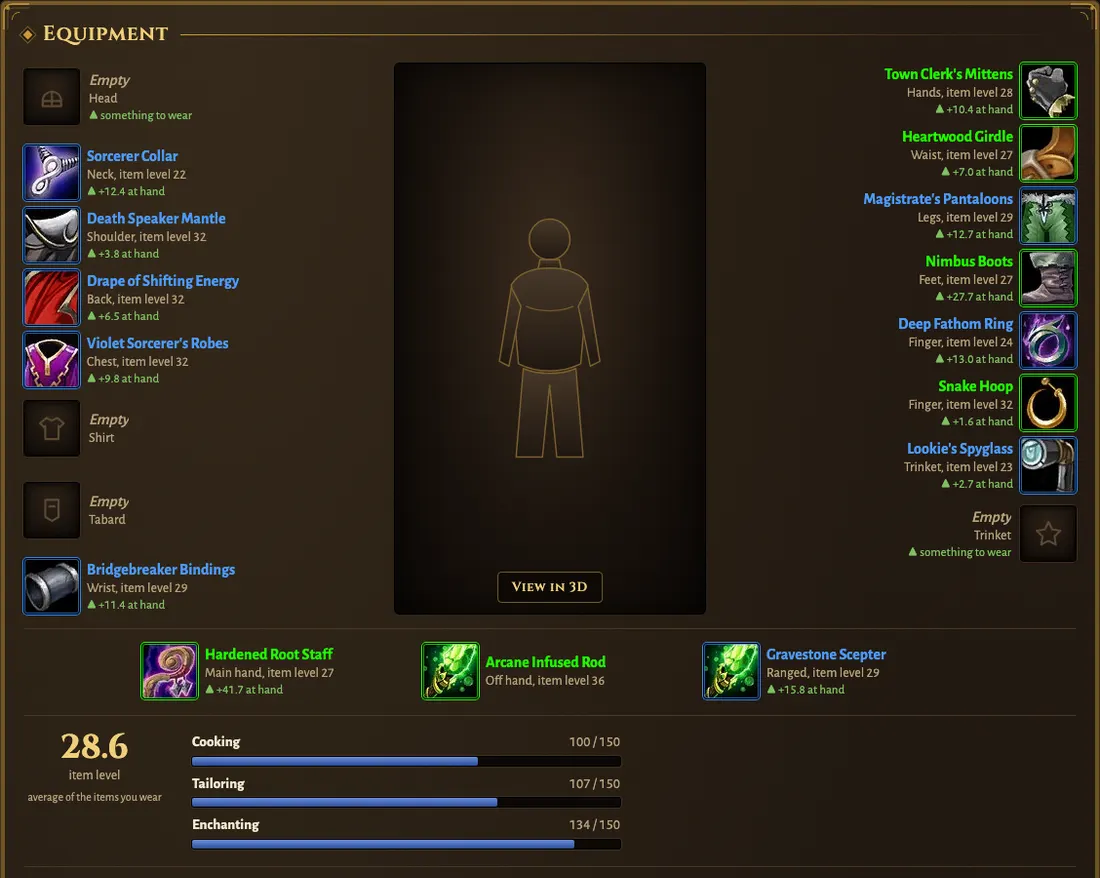 Equipment
Empty
Head
▲ something to wear
Sorcerer Collar
Neck, item level 22
▲ +12.4 at hand
Death Speaker Mantle
Shoulder, item level 32
▲ +3.8 at hand
Drape of Shifting Energy
Back, item level 32
▲ +6.5 at hand
Violet Sorcerer's Robes
Chest, item level 32
▲ +9.8 at hand
Empty
Shirt
Empty
Tabard
Bridgebreaker Bindings
Wrist, item level 29
▲ +11.4 at hand
View in 3D
Town Clerk's Mittens
Hands, item level 28
▲ +10.4 at hand
Heartwood Girdle
Waist, item level 27
▲ +7.0 at hand
Magistrate's Pantaloons
Legs, item level 29
▲ +12.7 at hand
Nimbus Boots
Feet, item level 27
▲ +27.7 at hand
Deep Fathom Ring
Finger, item level 24
▲ +13.0 at hand
Snake Hoop
Finger, item level 32
▲ +1.6 at hand
Lookie's Spyglass
Trinket, item level 23
▲ +2.7 at hand
Empty
Trinket
▲ something to wear
Hardened Root Staff
Main hand, item level 27
▲ +41.7 at hand
Arcane Infused Rod
Off hand, item level 36
Gravestone Scepter
Ranged, item level 29
▲ +15.8 at hand
28.6
item level
average of the items you wear
Cooking 100 / 150
Tailoring 107 / 150
Enchanting 134 / 150